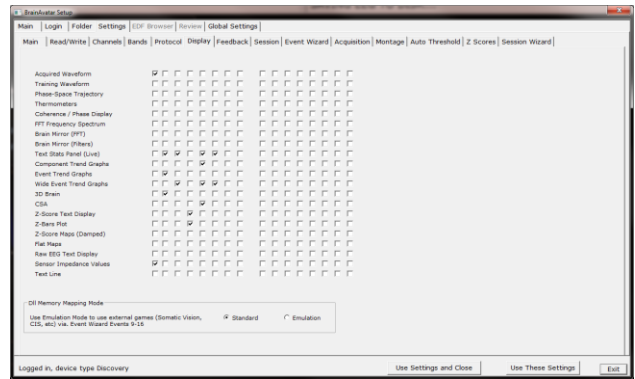 BrainAvatar Setup
Main Login Folder Settings EDF Browser Review Global Settings
Main Read/Write Channels Bands Protocol Display Feedback Session Event Wizard Acquisition Montage Auto Threshold Z Scores Session Wizard
Acquired Waveform
Training Waveform
Phase-Space Trajectory
Thermometers
Coherence / Phase Display
FFT Frequency Spectrum
Brain Mirror (FFT)
Brain Mirror (Filters)
Text Stats Panel (Live)
Component Trend Graphs
Event Trend Graphs
Wide Event Trend Graphs
3D Brain
CSA
Z-Score Text Display
Z-Bars Plot
Z-Score Maps (Damped)
Flat Maps
Raw EEG Text Display
Sensor Impedance Values
Text Line
Dll Memory Mapping Mode
Use Emulation Mode to use external games (Somatic Vision, Standard Emulation
CIS, etc) via. Event Wizard Events 9-16
Logged in, device type Discovery Use Settings and Close Use These Settings Exit